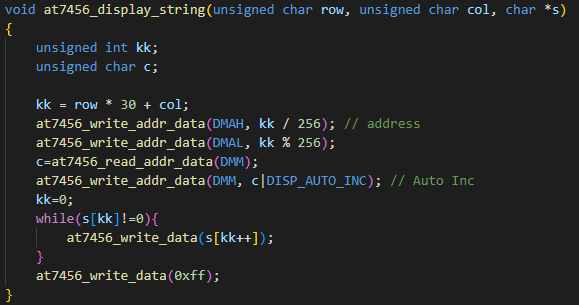 void at7456_display_string(unsigned char row, unsigned char col, char *s)
{
    unsigned int kk;
    unsigned char c;

    kk = row * 30 + col;
    at7456_write_addr_data(DMAH, kk / 256); // address
    at7456_write_addr_data(DMAL, kk % 256);
    c=at7456_read_addr_data(DMM);
    at7456_write_addr_data(DMM, c|DISP_AUTO_INC); // Auto Inc
    kk=0;
    while(s[kk]!=0){
        at7456_write_data(s[kk++]);
    }
    at7456_write_data(0xff);
}